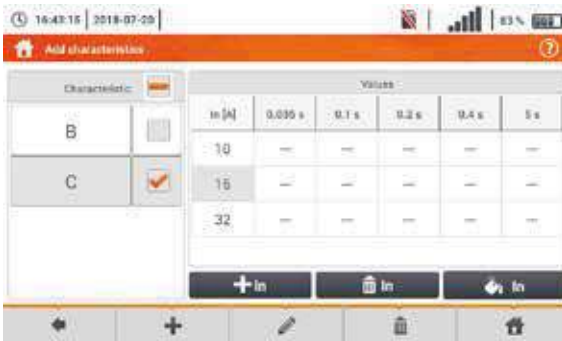 16:43:15 2018-07-20 83 %
Add characteristics
Characteristic
Values
In [A] 0.035 s 0.1 s 0.2 s 0.4 s 5 s
B
10 --- --- --- --- ---
C
16 --- --- --- --- ---
32 --- --- --- --- ---
+ In
In
In